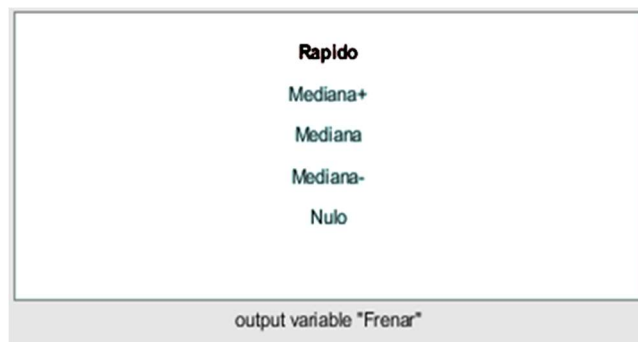 Rapido
Mediana+
Mediana
Mediana-
Nulo
output variable "Frenar"